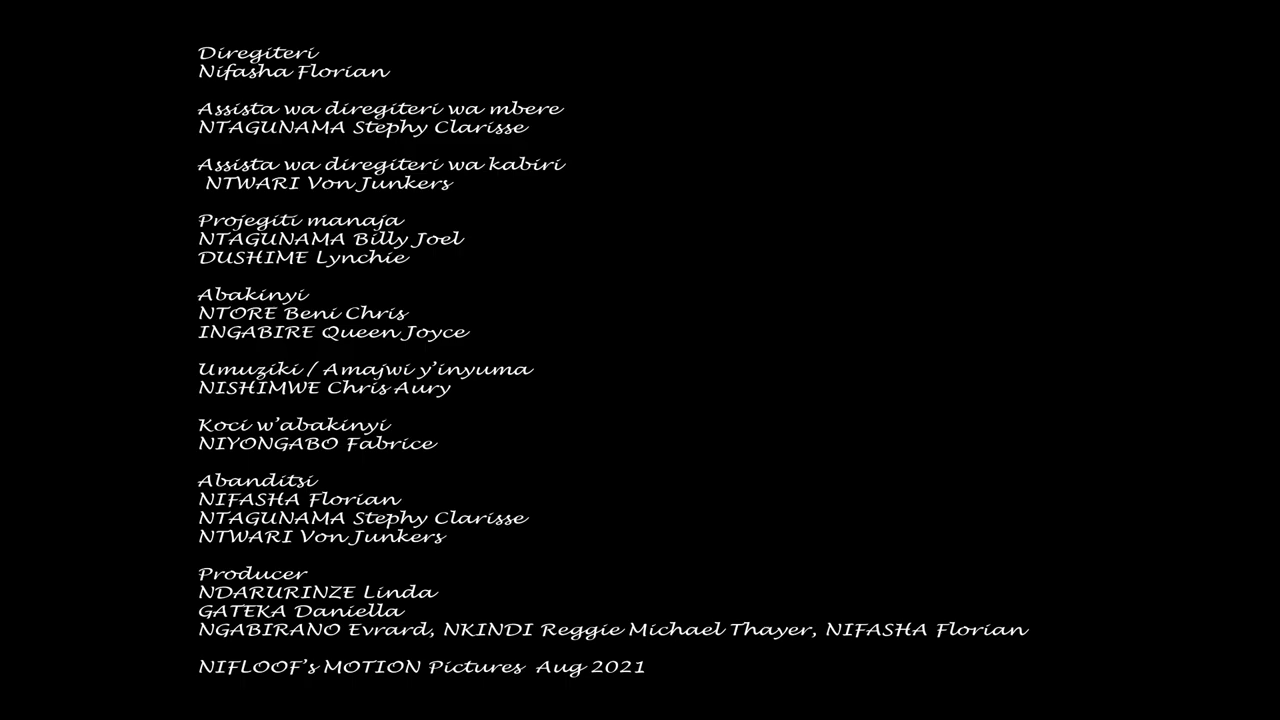 Diregiteri
Nifasha Florian
Assista wa diregiteri wa mbere
NTAGUNAMA Stephy Clarisse
Assista wa diregiteri wa kabiri
NTWARI Von Junkers
Projegiti manaja
NTAGUNAMA Billy Joel
DUSHIME Lynchie
Abakinyi
NTORE Beni Chris
INGABIRE Queen Joyce
Umuziki / Amajwi y'inyuma
NISHIMWE Chris Aury
Koci w'abakinyi
NIYONGABO Fabrice
Abanditsi
NIFASHA Florian
NTAGUNAMA Stephy Clarisse
NTWARI Von Junkers
Producer
NDARURINZE Linda
GATEKA Daniella
NGABIRANO Evrard, NKINDI Reggie Michael Thayer, NIFASHA Florian
NIFLOOF's MOTION Pictures Aug 2021